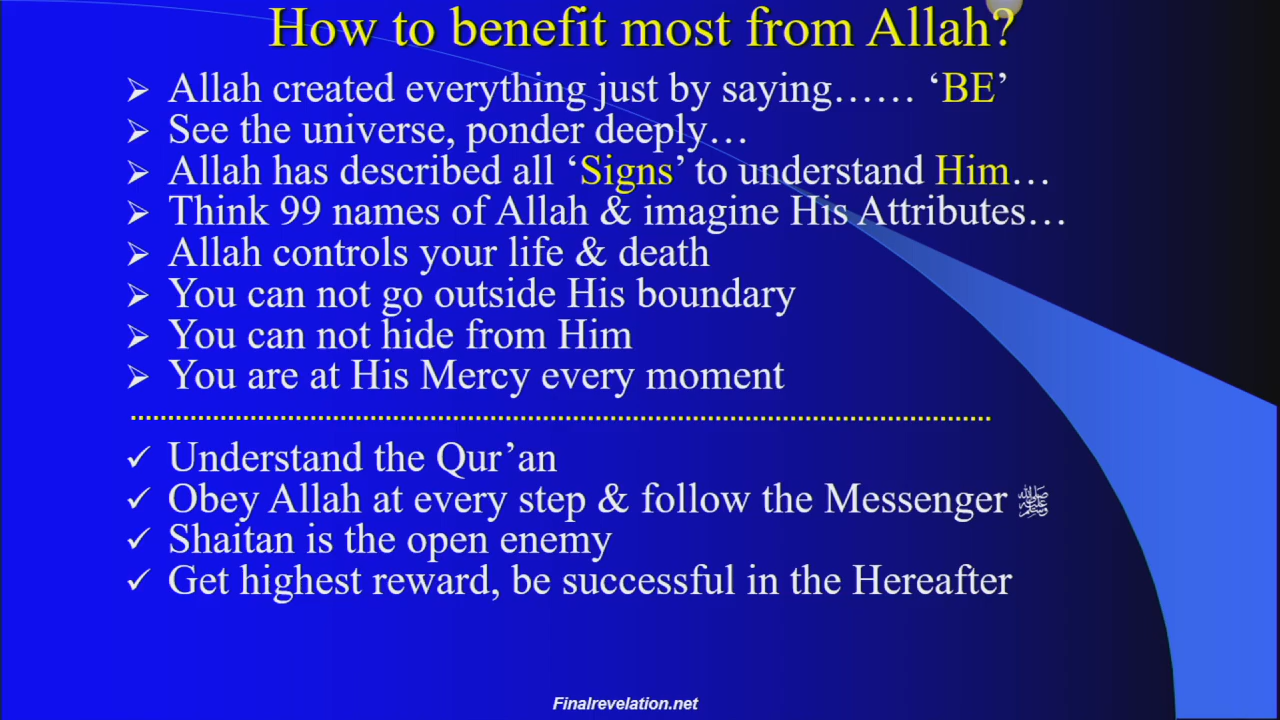 How to benefit most from Allah?
➢ Allah created everything just by saying…… ‘BE’
➢ See the universe, ponder deeply…
➢ Allah has described all ‘Signs’ to understand Him…
➢ Think 99 names of Allah & imagine His Attributes…
➢ Allah controls your life & death
➢ You can not go outside His boundary
➢ You can not hide from Him
➢ You are at His Mercy every moment
✓ Understand the Qur’an
✓ Obey Allah at every step & follow the Messenger ﷺ
✓ Shaitan is the open enemy
✓ Get highest reward, be successful in the Hereafter
Finalrevelation.net